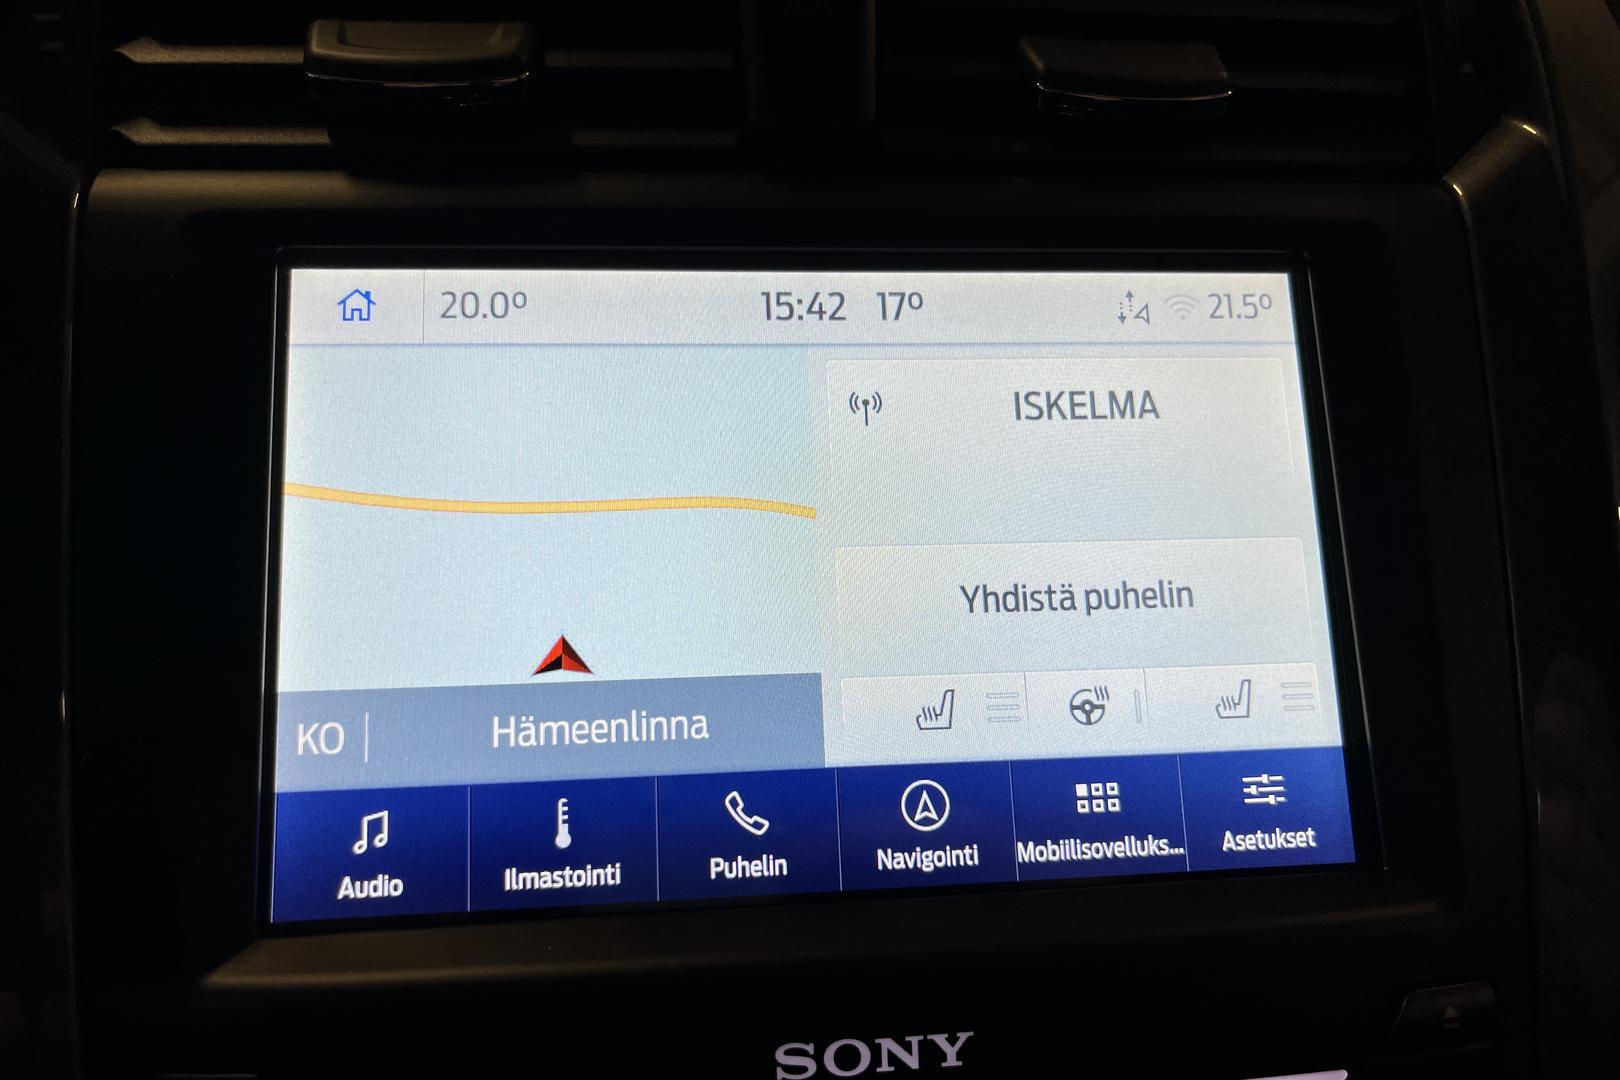 20.0° 15:42 17° 21.5°
ISKELMA
Yhdistä puhelin
KO Hämeenlinna
Audio Ilmastointi Puhelin Navigointi Mobiilisovelluks... Asetukset
SONY